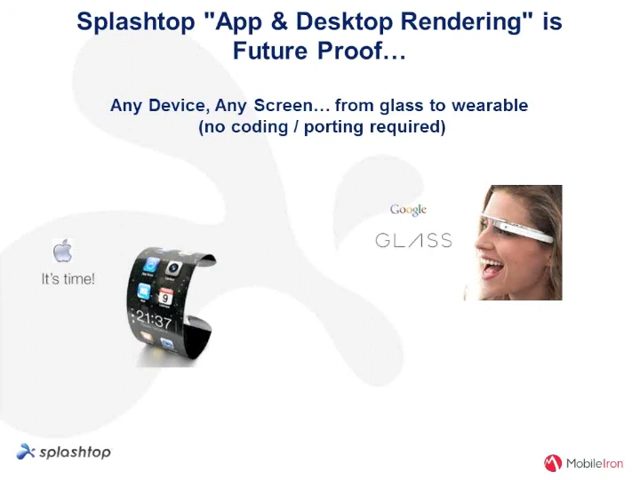 Splashtop "App & Desktop Rendering" is
Future Proof…
Any Device, Any Screen… from glass to wearable
(no coding / porting required)
Google
GLASS
It's time!
9
21:37
splashtop
MobileIron